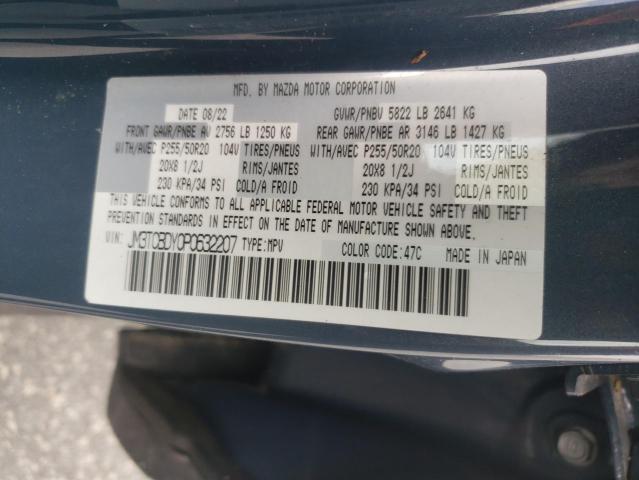 MFD. BY MAZDA MOTOR CORPORATION
DATE 08/22 GVWR/PNBV 5822 LB 2641 KG
FRONT GAWR/PNBE AV 2756 LB 1250 KG REAR GAWR/PNBE AR 3146 LB 1427 KG
WITH/AVEC P255/50R20 104V TIRES/PNEUS WITH/AVEC P255/50R20 104V TIRES/PNEUS
20X8 1/2J RIMS/JANTES 20X8 1/2J RIMS/JANTES
230 KPA/34 PSI COLD/A FROID 230 KPA/34 PSI COLD/A FROID
THIS VEHICLE CONFORMS TO ALL APPLICABLE FEDERAL MOTOR VEHICLE SAFETY AND THEFT
PREVENTION STANDARDS IN EFFECT ON THE DATE OF MANUFACTURE SHOWN ABOVE.
VIN: JM3TCBDY0P0632207 TYPE:MPV COLOR CODE:47C MADE IN JAPAN